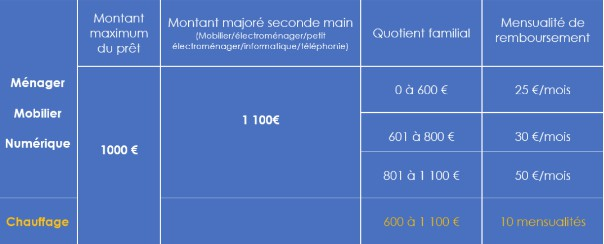 Montant
maximum
du prêt
Montant majoré seconde main
(Mobilier/électroménager/petit
électroménager/informatique/téléphonie)
Quotient familial
Mensualité de
remboursement
Ménager
Mobilier
Numérique
1000 €
1 100€
0 à 600 €
25 €/mois
601 à 800 €
30 €/mois
801 à 1 100 €
50 €/mois
Chauffage
600 à 1 100 €
10 mensualités